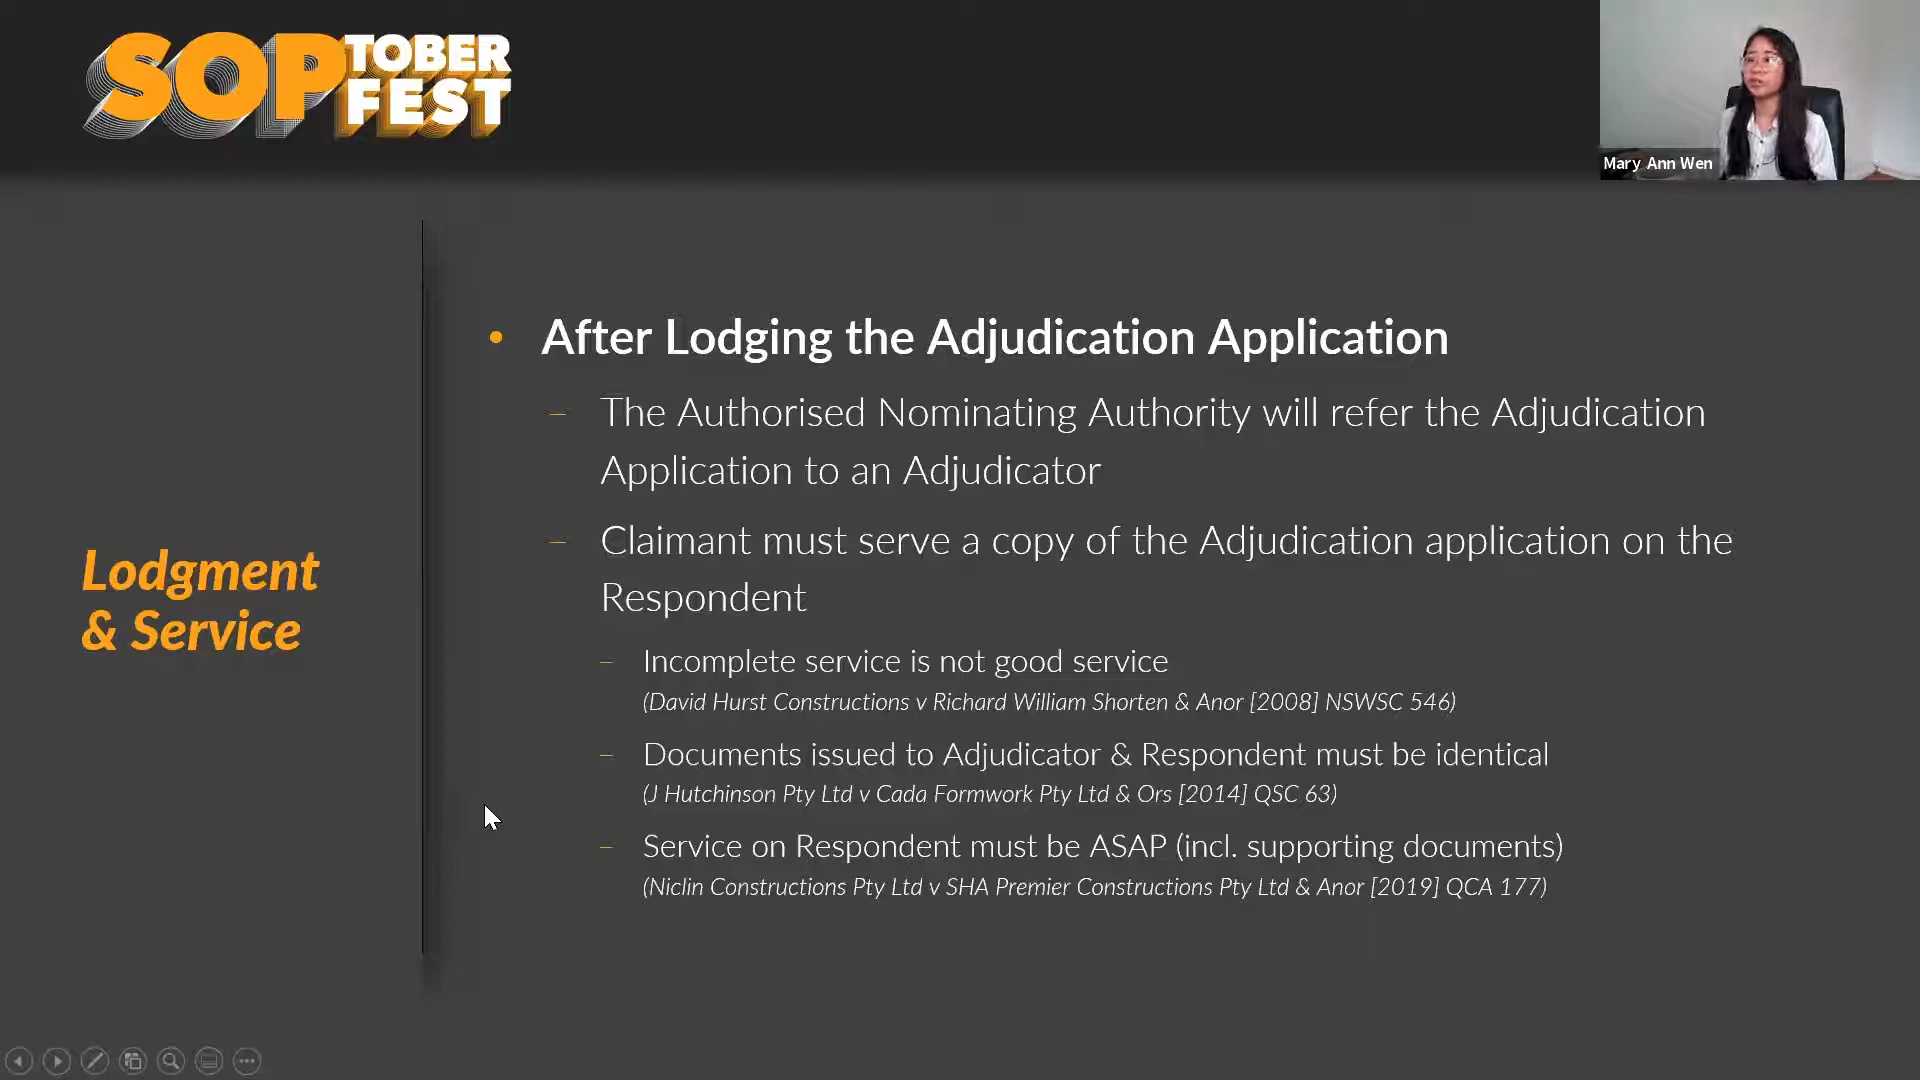 SOPTOBER
FEST
Mary Ann Wen
Lodgment
& Service
• After Lodging the Adjudication Application
– The Authorised Nominating Authority will refer the Adjudication
Application to an Adjudicator
– Claimant must serve a copy of the Adjudication application on the
Respondent
– Incomplete service is not good service
(David Hurst Constructions v Richard William Shorten & Anor [2008] NSWSC 546)
– Documents issued to Adjudicator & Respondent must be identical
(J Hutchinson Pty Ltd v Cada Formwork Pty Ltd & Ors [2014] QSC 63)
– Service on Respondent must be ASAP (incl. supporting documents)
(Niclin Constructions Pty Ltd v SHA Premier Constructions Pty Ltd & Anor [2019] QCA 177)